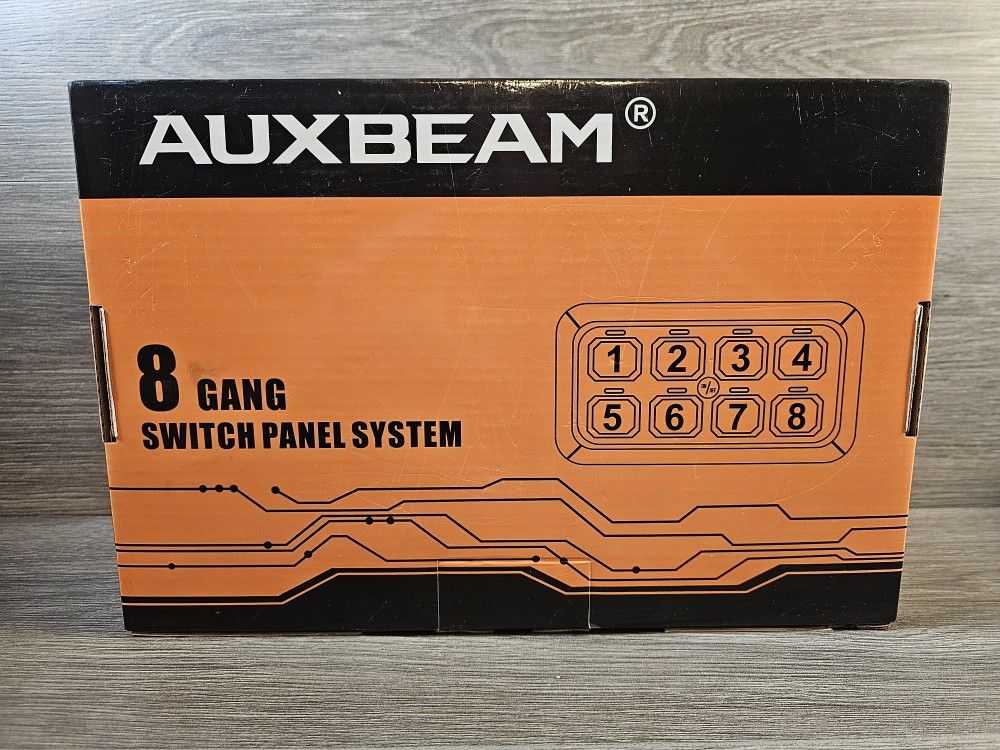 AUXBEAM®
8 GANG
SWITCH PANEL SYSTEM
1 2 3 4
5 6 7 8